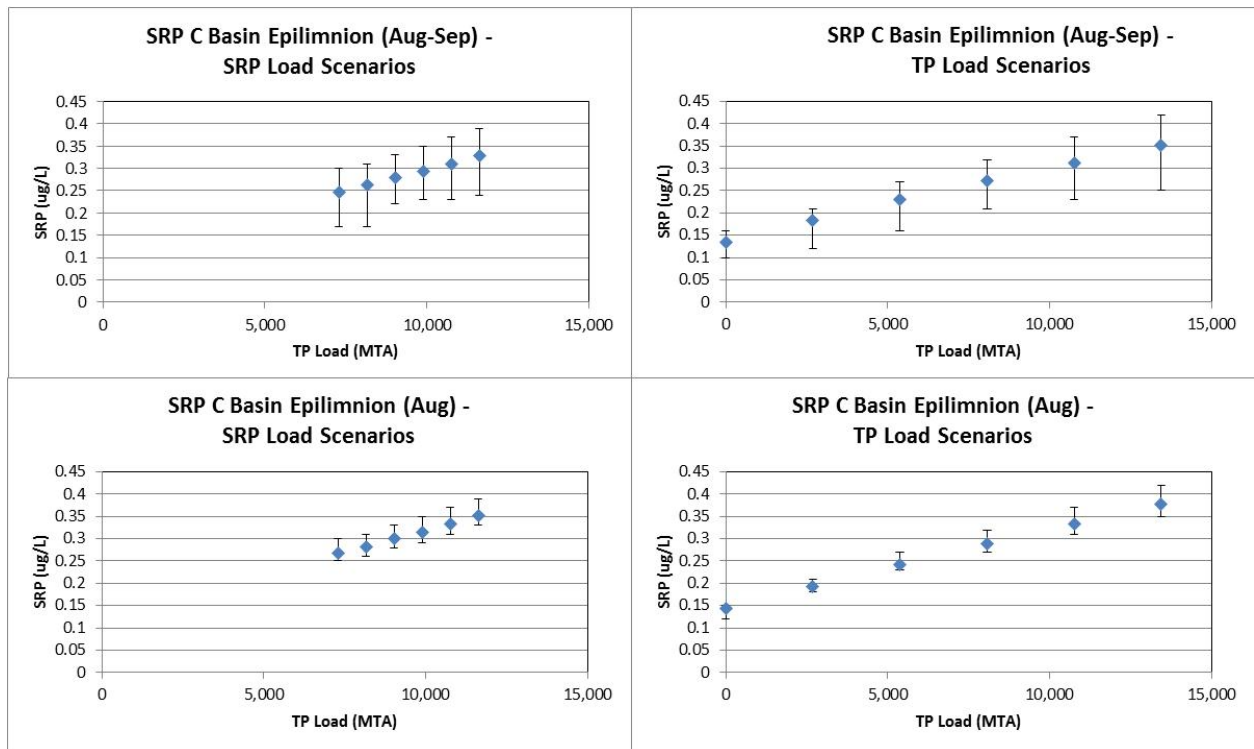 SRP C Basin Epilimnion (Aug-Sep) -
SRP Load Scenarios
0.45
0.4
0.35
0.3
0.25
0.2
0.15
0.1
0.05
0
SRP (ug/L)
0 5,000 10,000 15,000
TP Load (MTA)
SRP C Basin Epilimnion (Aug-Sep) -
TP Load Scenarios
0.45
0.4
0.35
0.3
0.25
0.2
0.15
0.1
0.05
0
SRP (ug/L)
0 5,000 10,000 15,000
TP Load (MTA)
SRP C Basin Epilimnion (Aug) -
SRP Load Scenarios
0.45
0.4
0.35
0.3
0.25
0.2
0.15
0.1
0.05
0
SRP (ug/L)
0 5,000 10,000 15,000
TP Load (MTA)
SRP C Basin Epilimnion (Aug) -
TP Load Scenarios
0.45
0.4
0.35
0.3
0.25
0.2
0.15
0.1
0.05
0
SRP (ug/L)
0 5,000 10,000 15,000
TP Load (MTA)